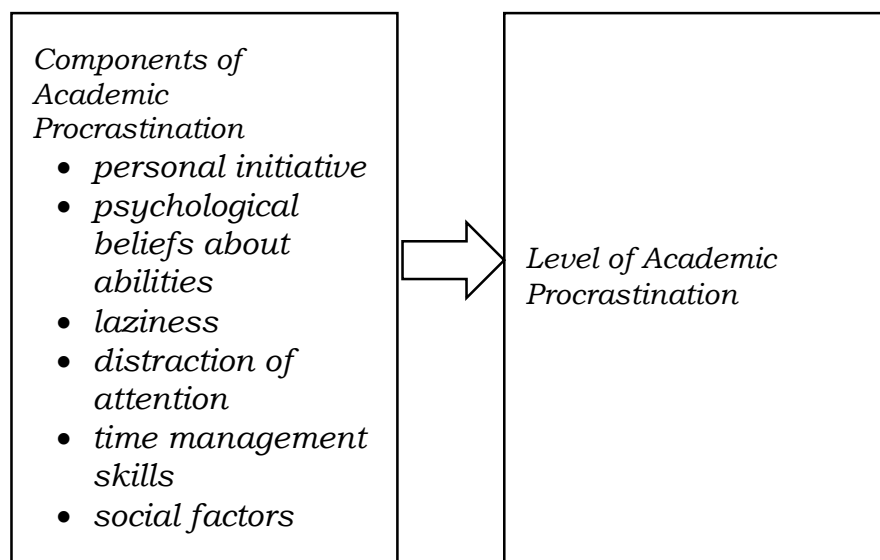 Components of
Academic
Procrastination
• personal initiative
• psychological
beliefs about
abilities
• laziness
• distraction of
attention
• time management
skills
• social factors
Level of Academic
Procrastination